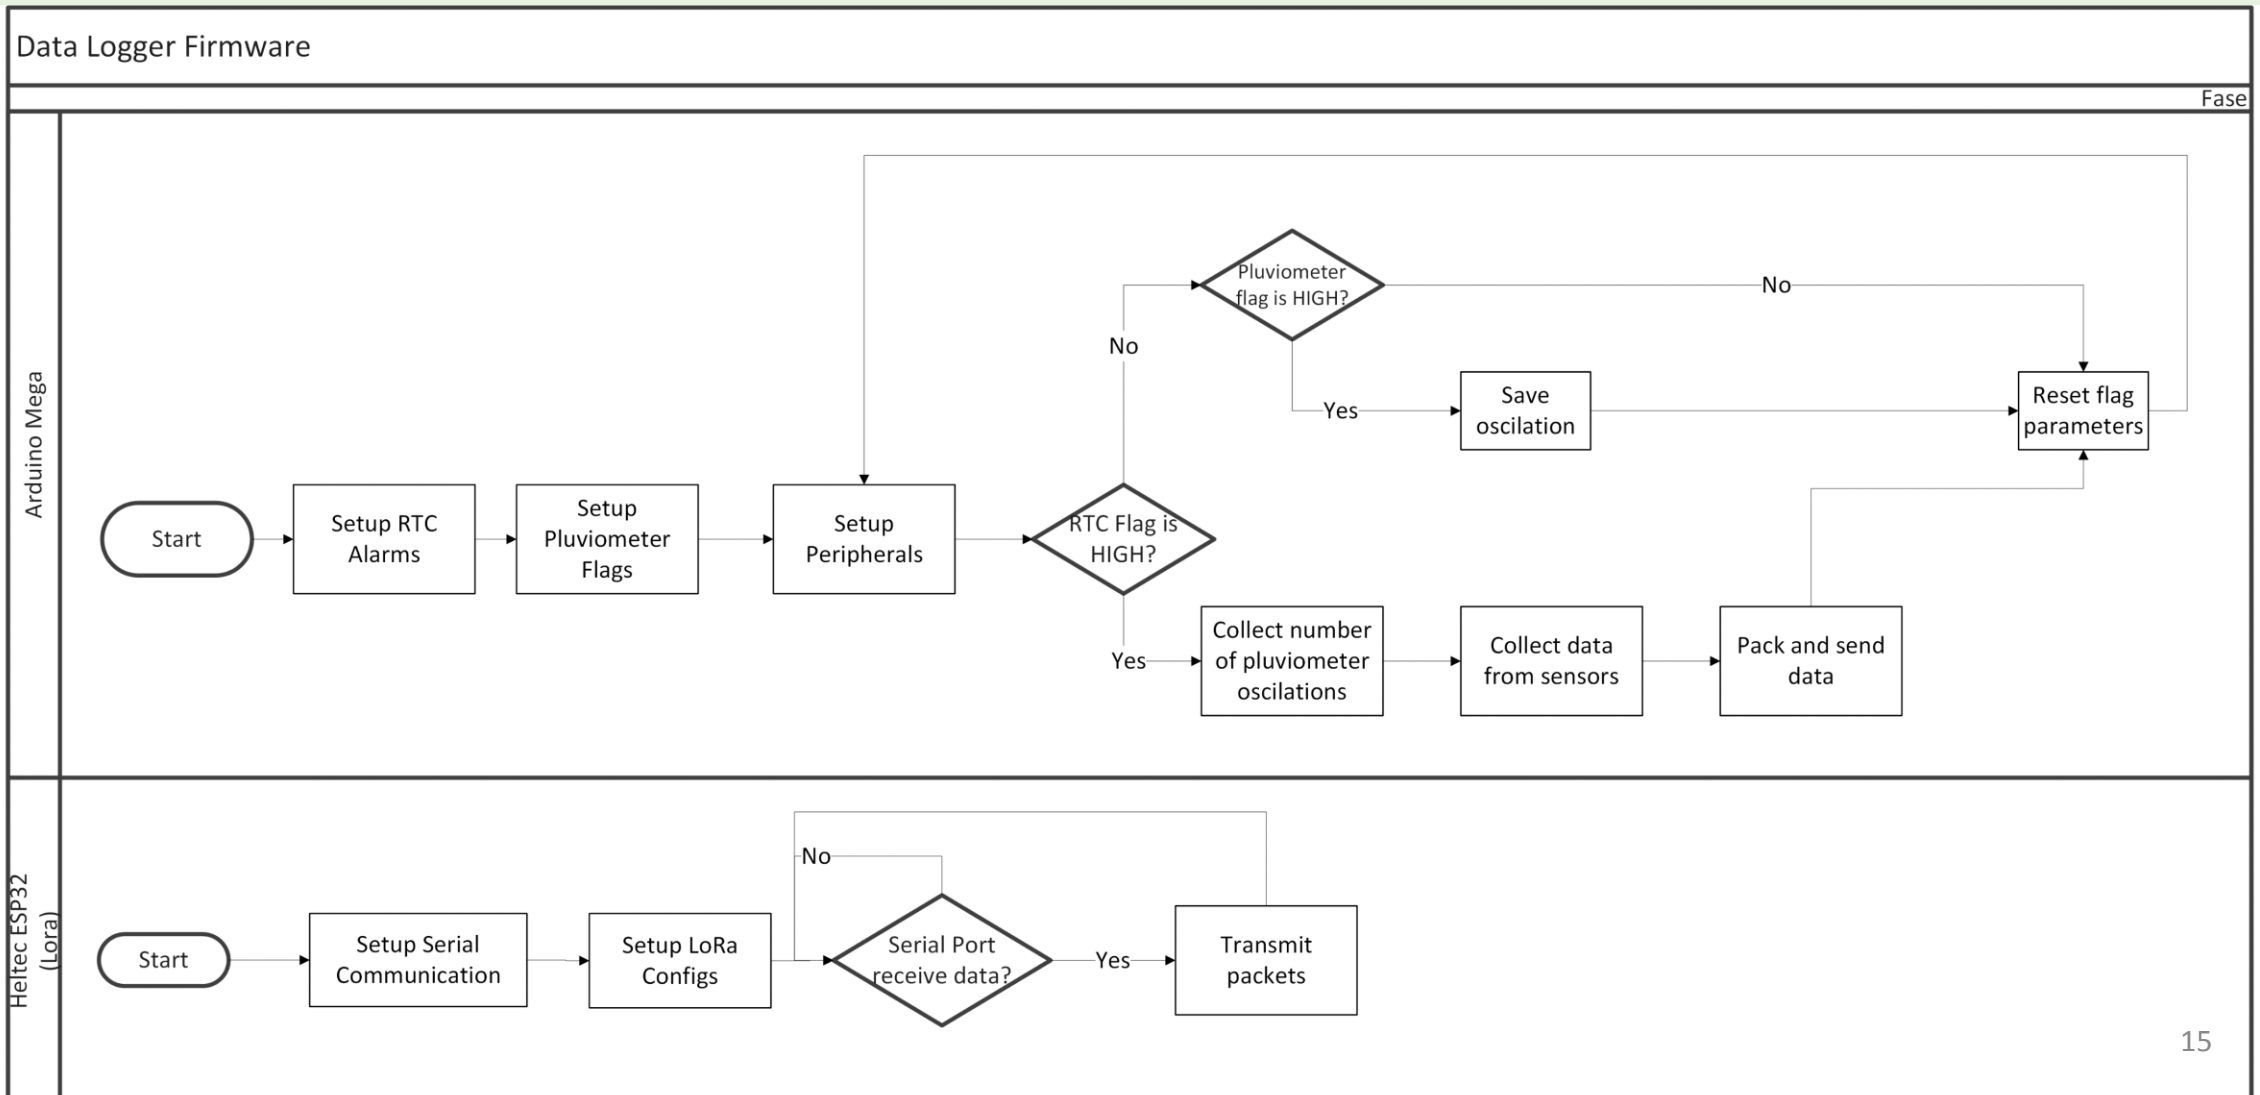 Data Logger Firmware
Fase
Arduino Mega
Start
Setup RTC
Alarms
Setup
Pluviometer
Flags
Setup
Peripherals
RTC Flag is
HIGH?
No
Pluviometer
flag is HIGH?
No
Yes
Save
oscilation
Reset flag
parameters
Yes
Collect number
of pluviometer
oscilations
Collect data
from sensors
Pack and send
data
Heltec ESP32
(Lora)
Start
Setup Serial
Communication
Setup LoRa
Configs
No
Serial Port
receive data?
Yes
Transmit
packets
15